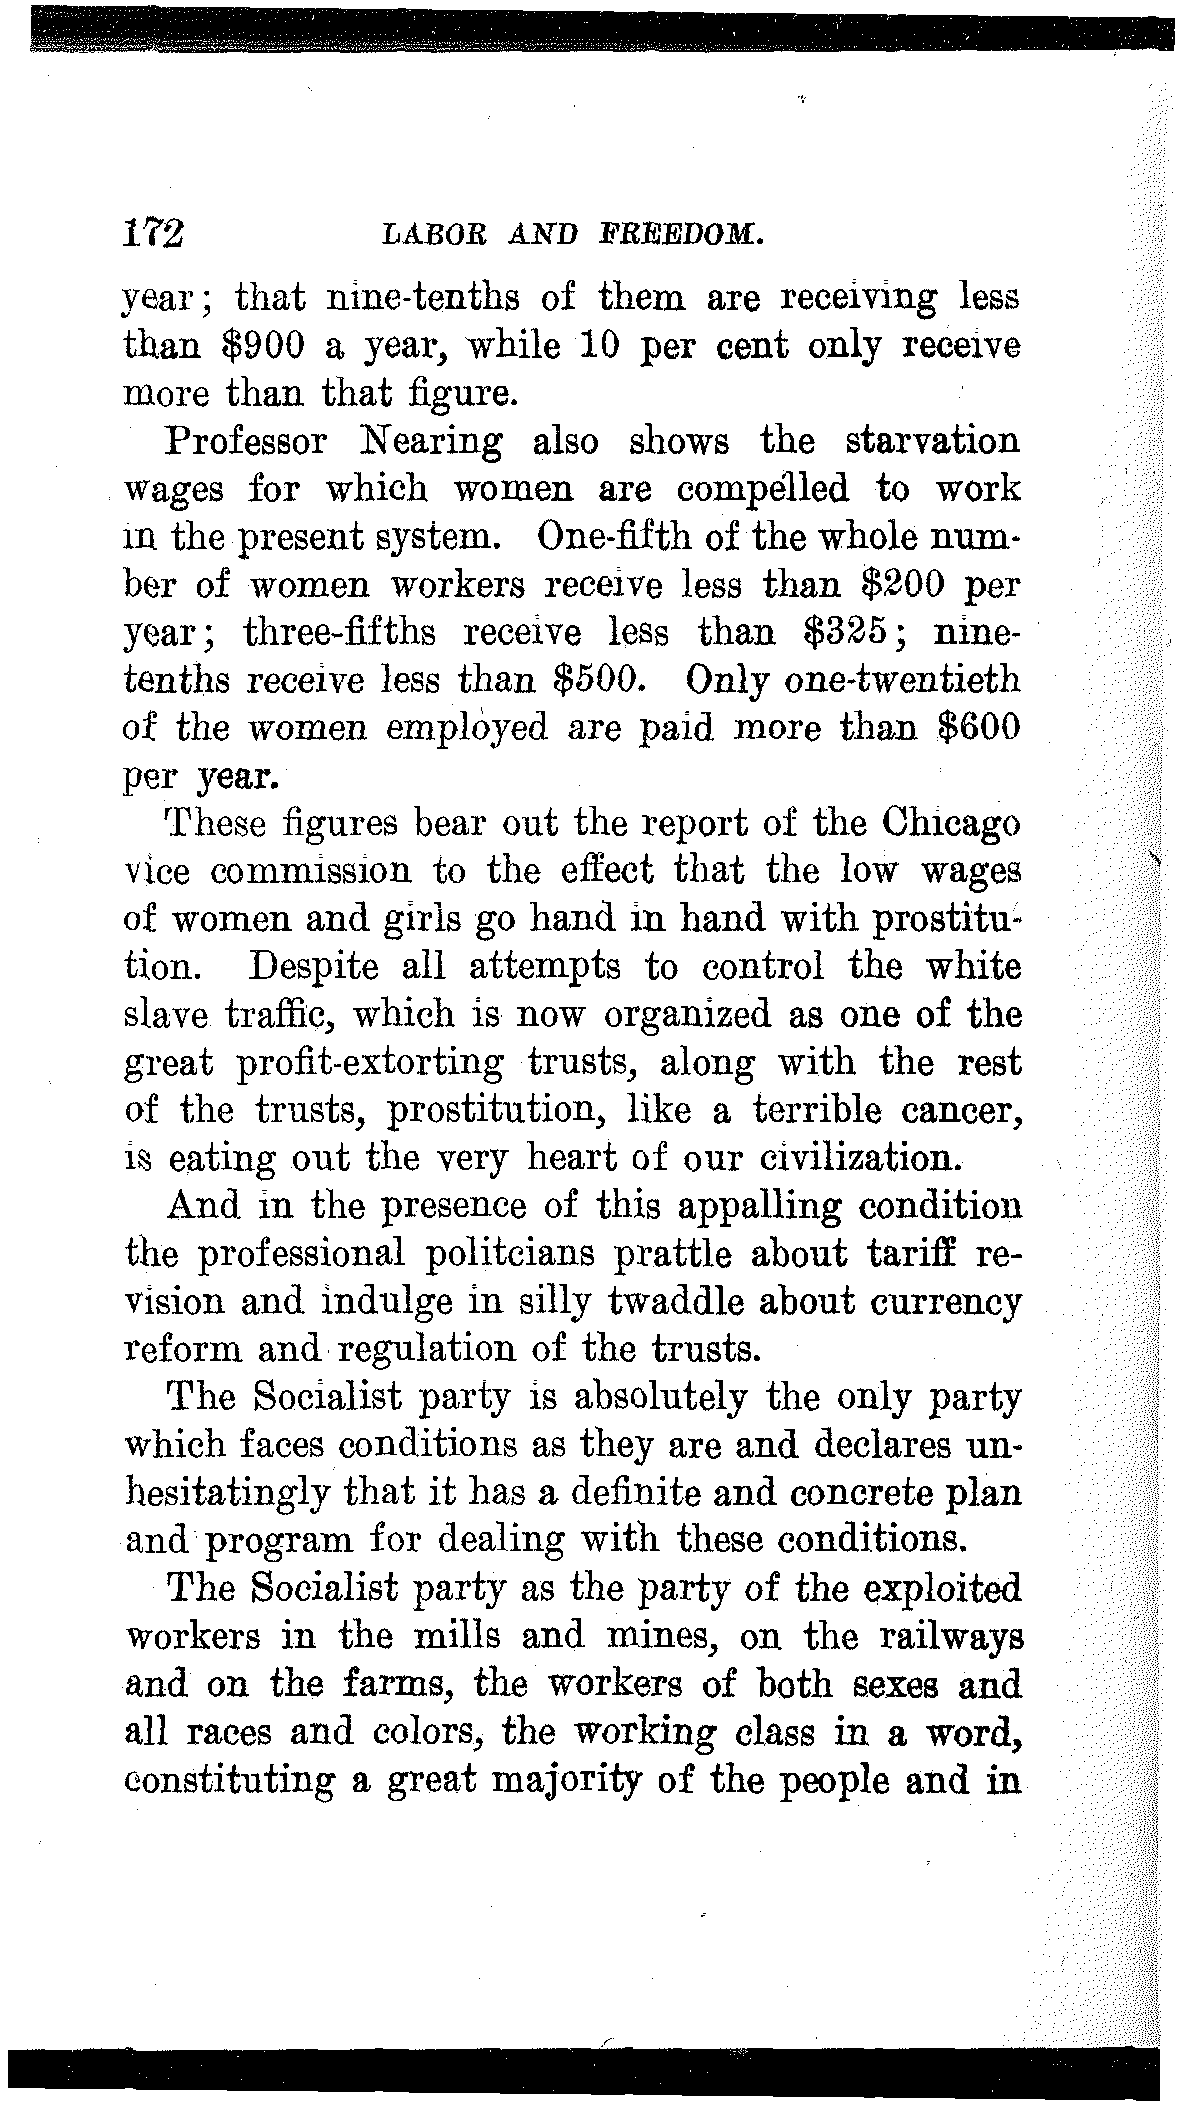 172 LABOR AND FREEDOM.
year; that nine-tenths of them are receiving less
than $900 a year, while 10 per cent only receive
more than that figure.
Professor Nearing also shows the starvation
wages for which women are compelled to work
in the present system. One-fifth of the whole num-
ber of women workers receive less than $200 per
year; three-fifths receive less than $325; nine-
tenths receive less than $500. Only one-twentieth
of the women employed are paid more than $600
per year.
These figures bear out the report of the Chicago
vice commission to the effect that the low wages
of women and girls go hand in hand with prostitu-
tion. Despite all attempts to control the white
slave traffic, which is now organized as one of the
great profit-extorting trusts, along with the rest
of the trusts, prostitution, like a terrible cancer,
is eating out the very heart of our civilization.
And in the presence of this appalling condition
the professional politcians prattle about tariff re-
vision and indulge in silly twaddle about currency
reform and regulation of the trusts.
The Socialist party is absolutely the only party
which faces conditions as they are and declares un-
hesitatingly that it has a definite and concrete plan
and program for dealing with these conditions.
The Socialist party as the party of the exploited
workers in the mills and mines, on the railways
and on the farms, the workers of both sexes and
all races and colors, the working class in a word,
constituting a great majority of the people and in